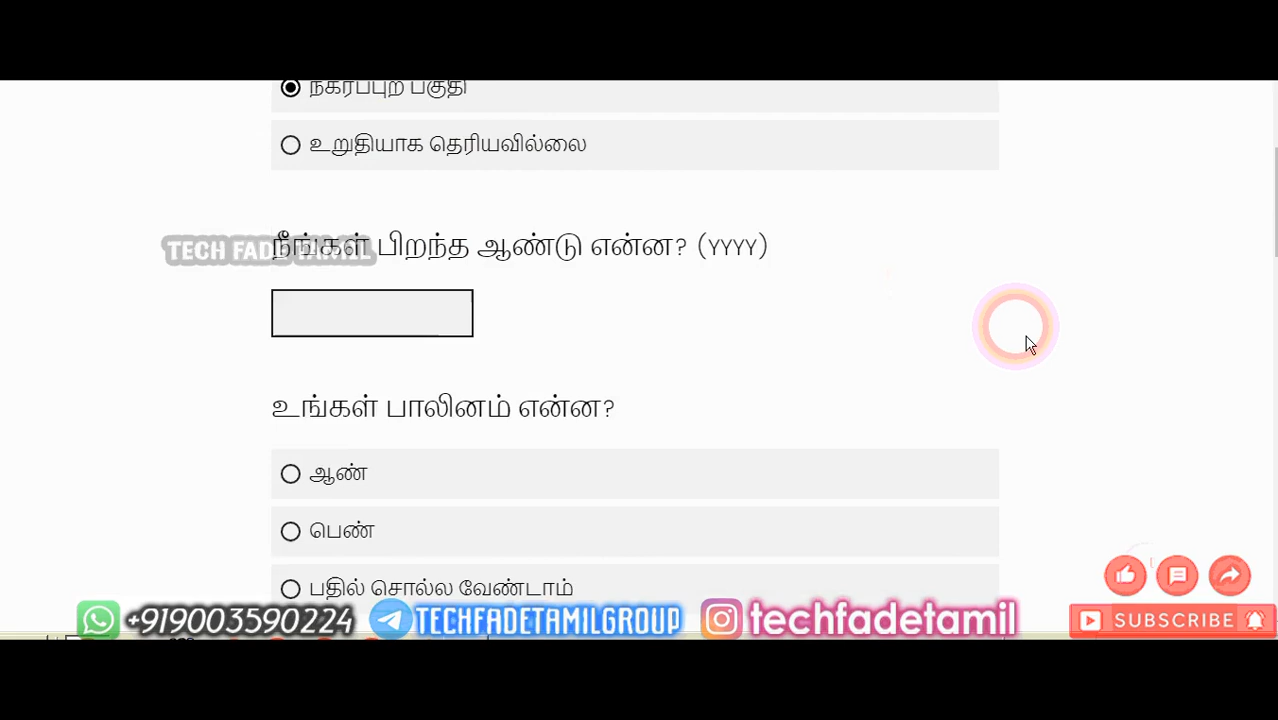 நகர்ப்புற பகுதி
உறுதியாக தெரியவில்லை
நீங்கள் பிறந்த ஆண்டு என்ன? (YYYY)
TECH FADE TAMIL
உங்கள் பாலினம் என்ன?
ஆண்
பெண்
பதில் சொல்ல வேண்டாம்
+919003590224 TECHFADETAMILGROUP techfadetamil SUBSCRIBE